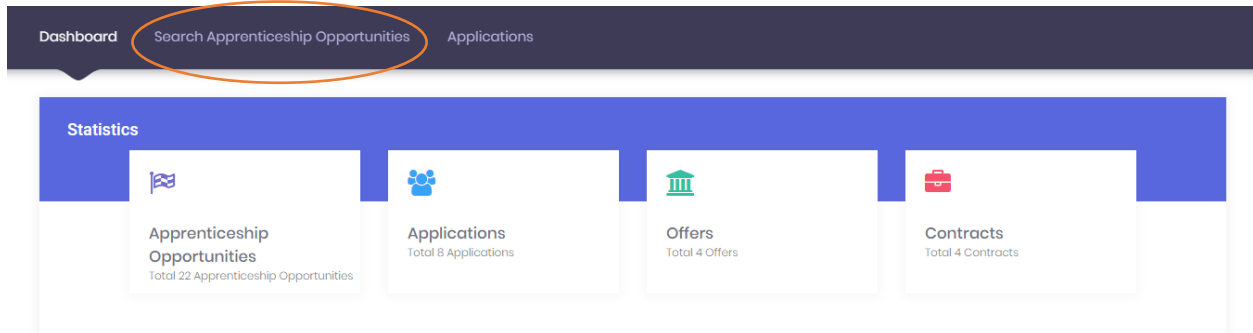 Dashboard Search Apprenticeship Opportunities Applications
Statistics
Apprenticeship
Opportunities
Total 22 Apprenticeship Opportunities
Applications
Total 8 Applications
Offers
Total 4 Offers
Contracts
Total 4 Contracts